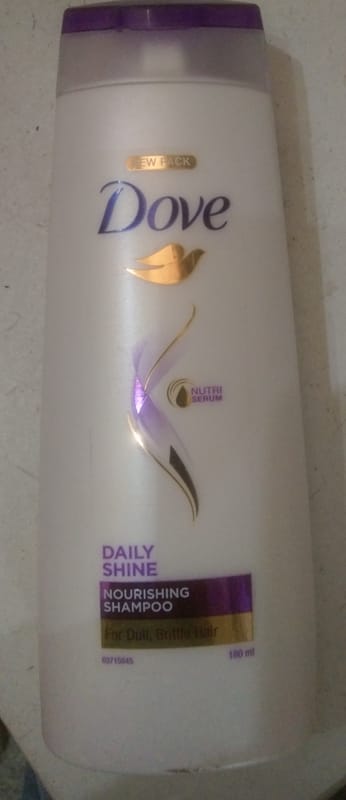 NEW PACK
Dove
NUTRI
SERUM
DAILY
SHINE
NOURISHING
SHAMPOO
For Dull, Brittle Hair
180 ml